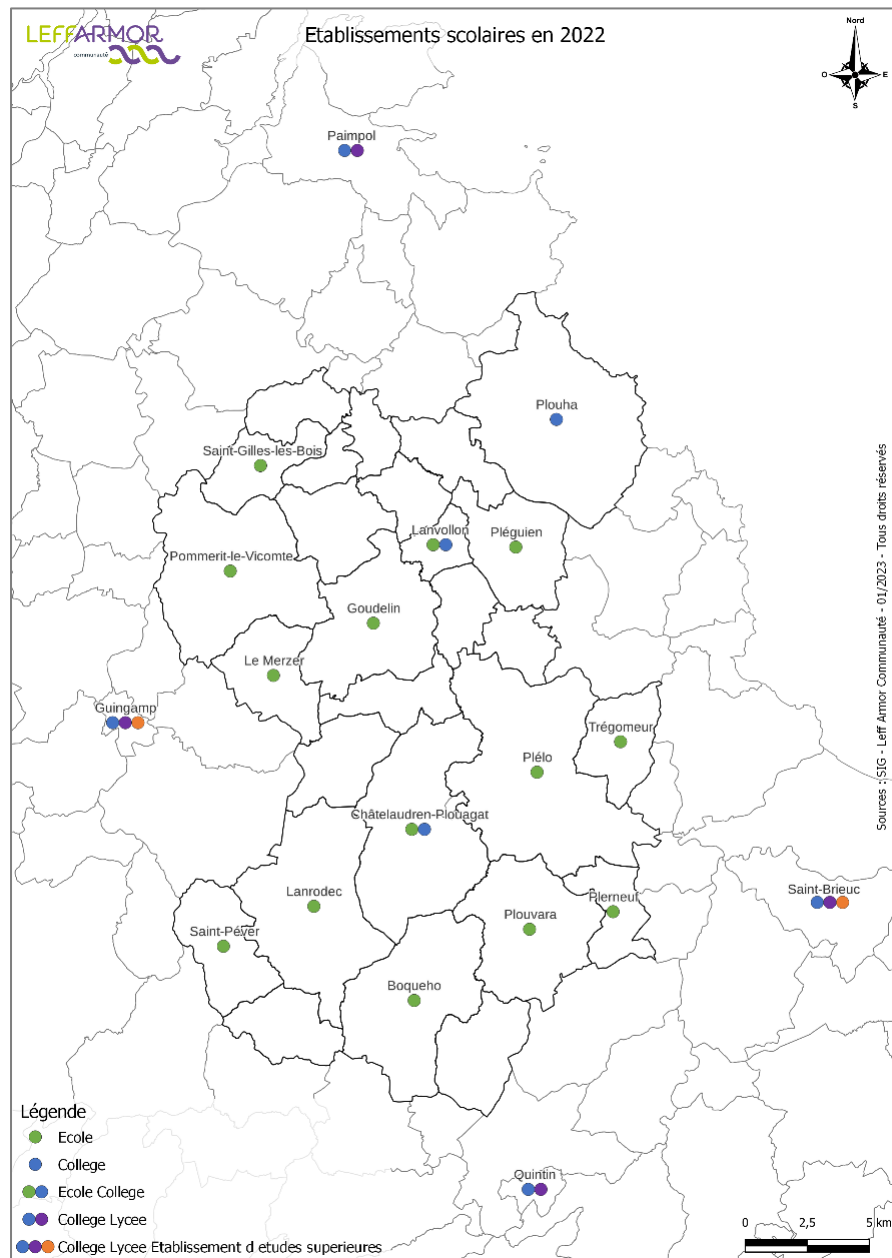 LEFFARMOR
communauté
Etablissements scolaires en 2022
Nord
O
E
S
Paimpol
Plouha
Saint-Gilles-les-Bois
Lanvollon
Pléguien
Pommerit-le-Vicomte
Goudelin
Le Merzer
Guingamp
Trégomeur
Plélo
Châtelaudren-Plouagat
Lanrodec
Plerneuf
Saint-Brieuc
Saint-Péver
Plouvara
Boqueho
Quintin
Sources : SIG - Leff Armor Communauté - 01/2023 - Tous droits réservés
Légende
Ecole
College
Ecole College
College Lycee
College Lycee Etablissement d etudes superieures
0 2,5 5 km